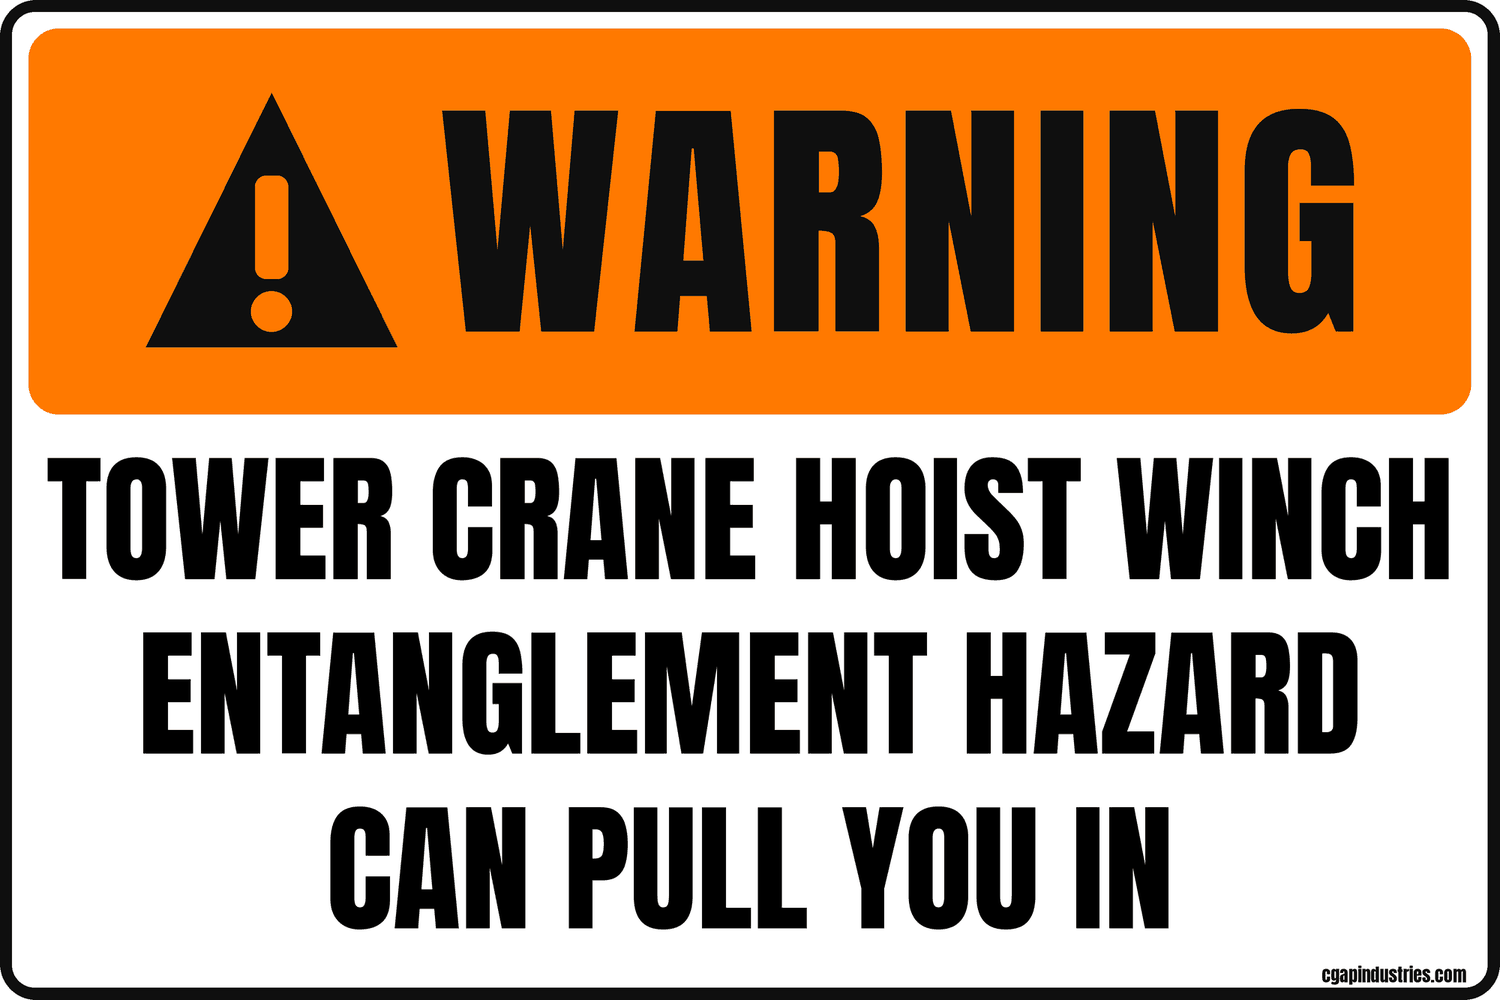 WARNING
TOWER CRANE HOIST WINCH
ENTANGLEMENT HAZARD
CAN PULL YOU IN
cgapindustries.com